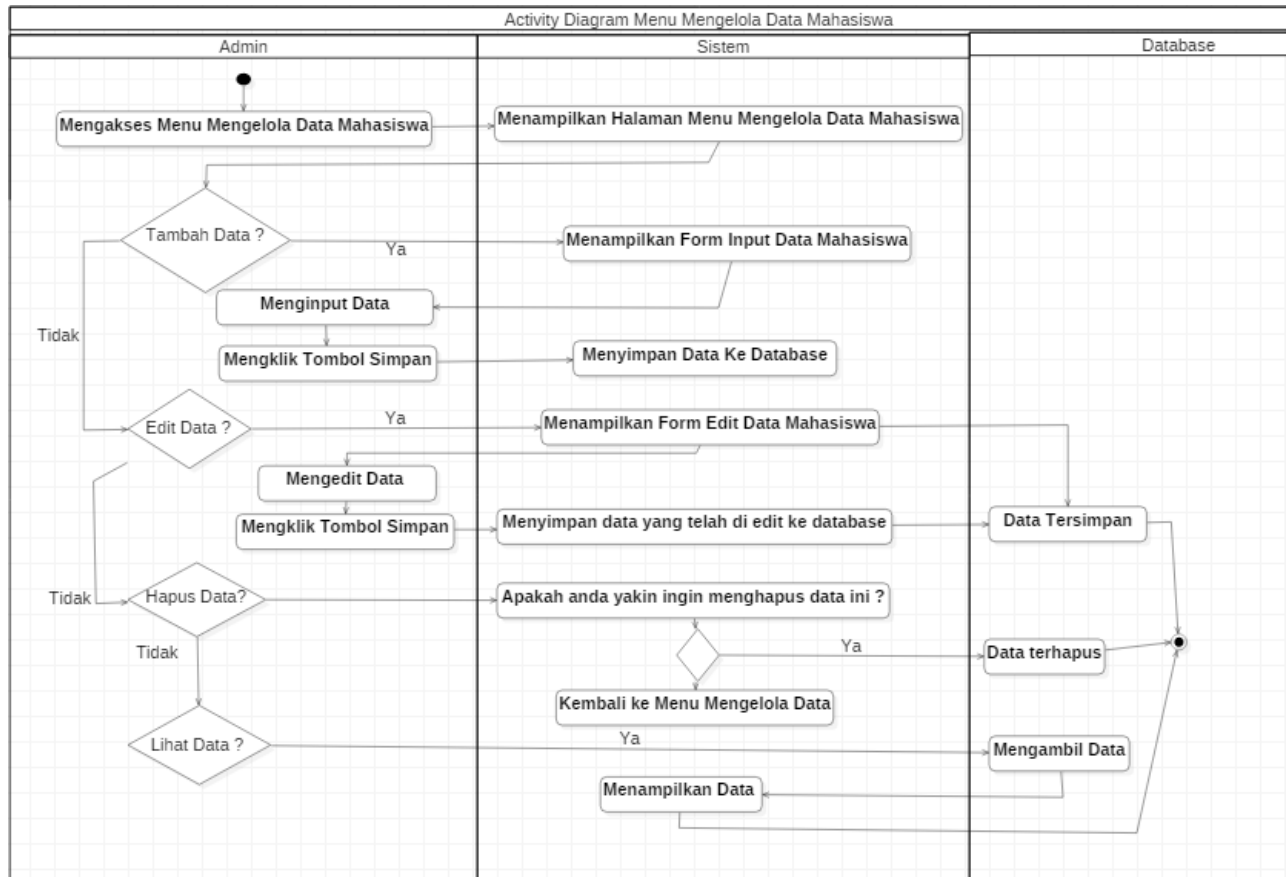 Activity Diagram Menu Mengelola Data Mahasiswa
Admin
Sistem
Database
Mengakses Menu Mengelola Data Mahasiswa
Menampilkan Halaman Menu Mengelola Data Mahasiswa
Tambah Data ?
Ya
Menampilkan Form Input Data Mahasiswa
Menginput Data
Tidak
Mengklik Tombol Simpan
Menyimpan Data Ke Database
Edit Data ?
Ya
Menampilkan Form Edit Data Mahasiswa
Mengedit Data
Mengklik Tombol Simpan
Menyimpan data yang telah di edit ke database
Data Tersimpan
Tidak
Hapus Data?
Apakah anda yakin ingin menghapus data ini ?
Tidak
Ya
Data terhapus
Kembali ke Menu Mengelola Data
Lihat Data ?
Ya
Mengambil Data
Menampilkan Data